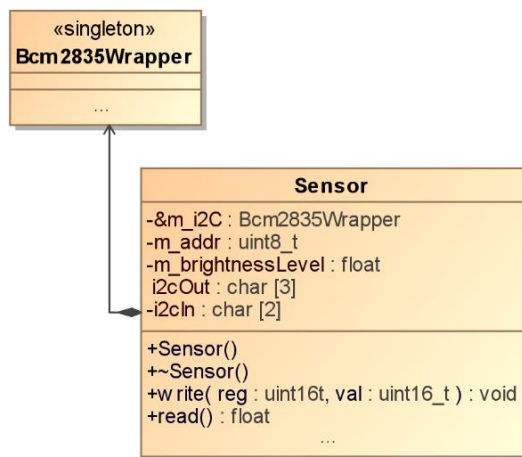 «singleton»
Bcm2835Wrapper
...
Sensor
-&m_i2C : Bcm2835Wrapper
-m_addr : uint8_t
-m_brightnessLevel : float
i2cOut : char [3]
-i2cIn : char [2]
+Sensor()
+~Sensor()
+write( reg : uint16t, val : uint16_t ) : void
+read() : float
...